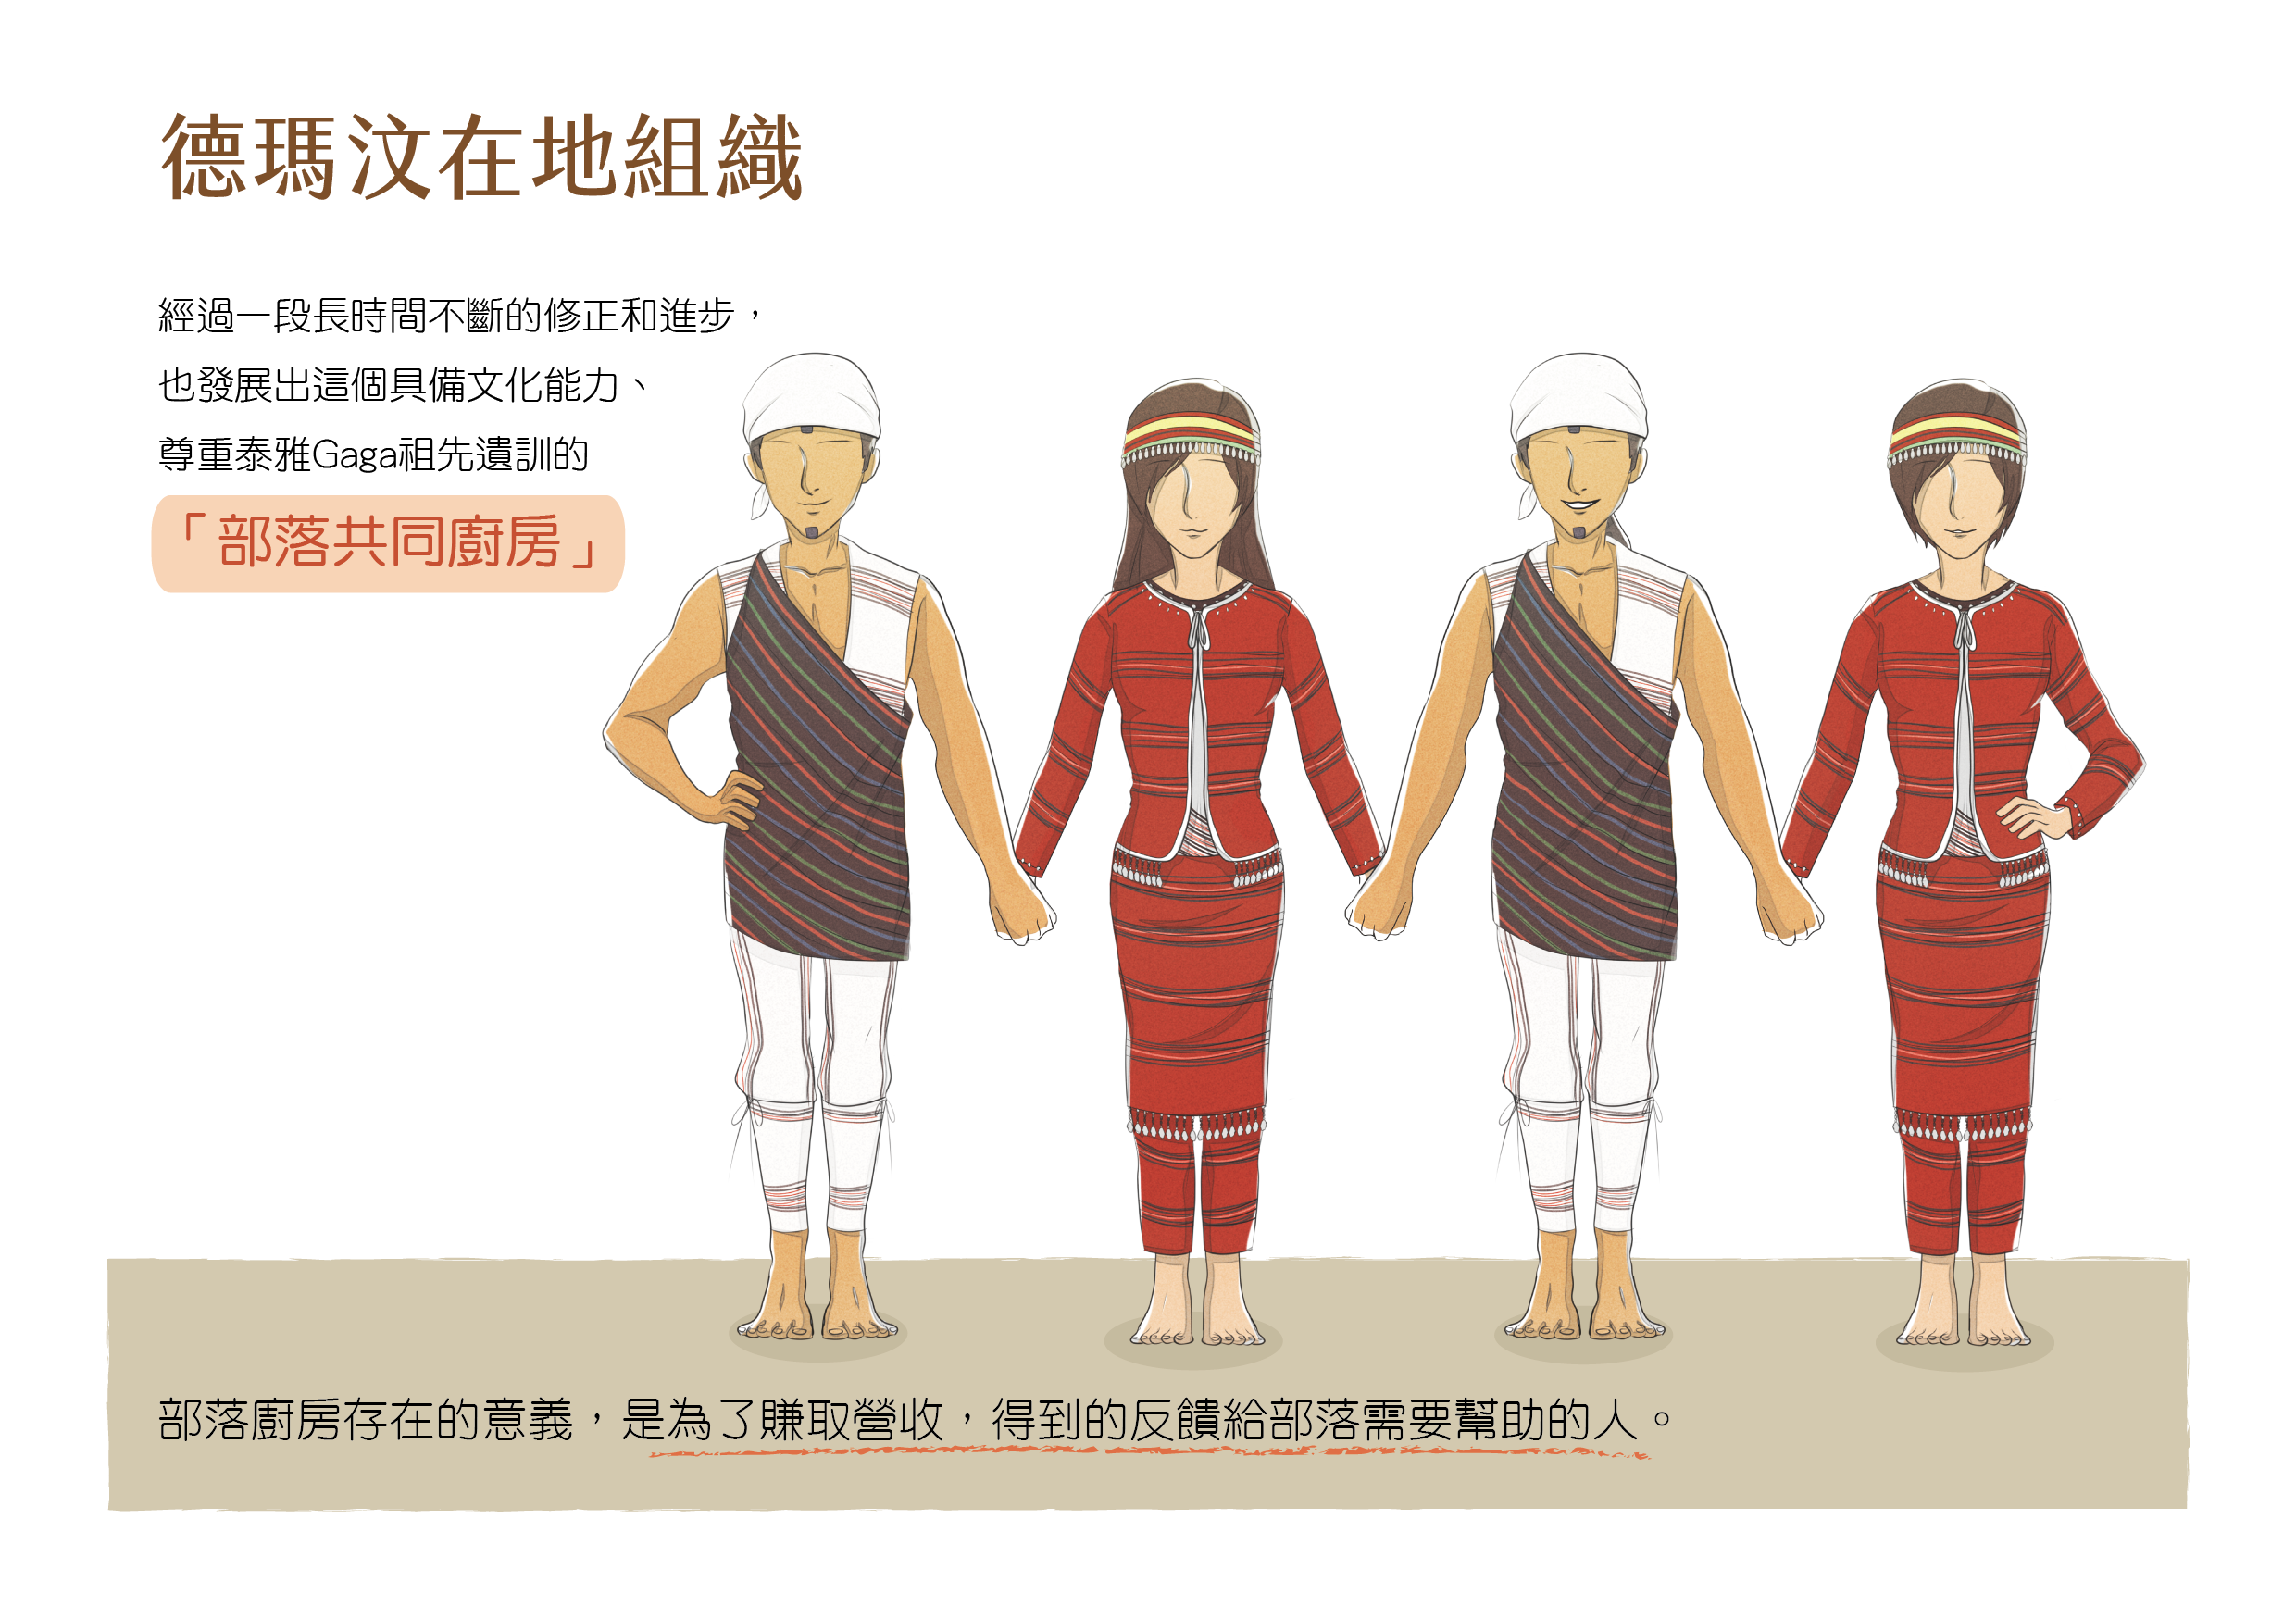 德瑪汶在地組織
經過一段長時間不斷的修正和進步，
也發展出這個具備文化能力、
尊重泰雅Gaga祖先遺訓的
「部落共同廚房」
部落廚房存在的意義，是為了賺取營收，得到的反饋給部落需要幫助的人。